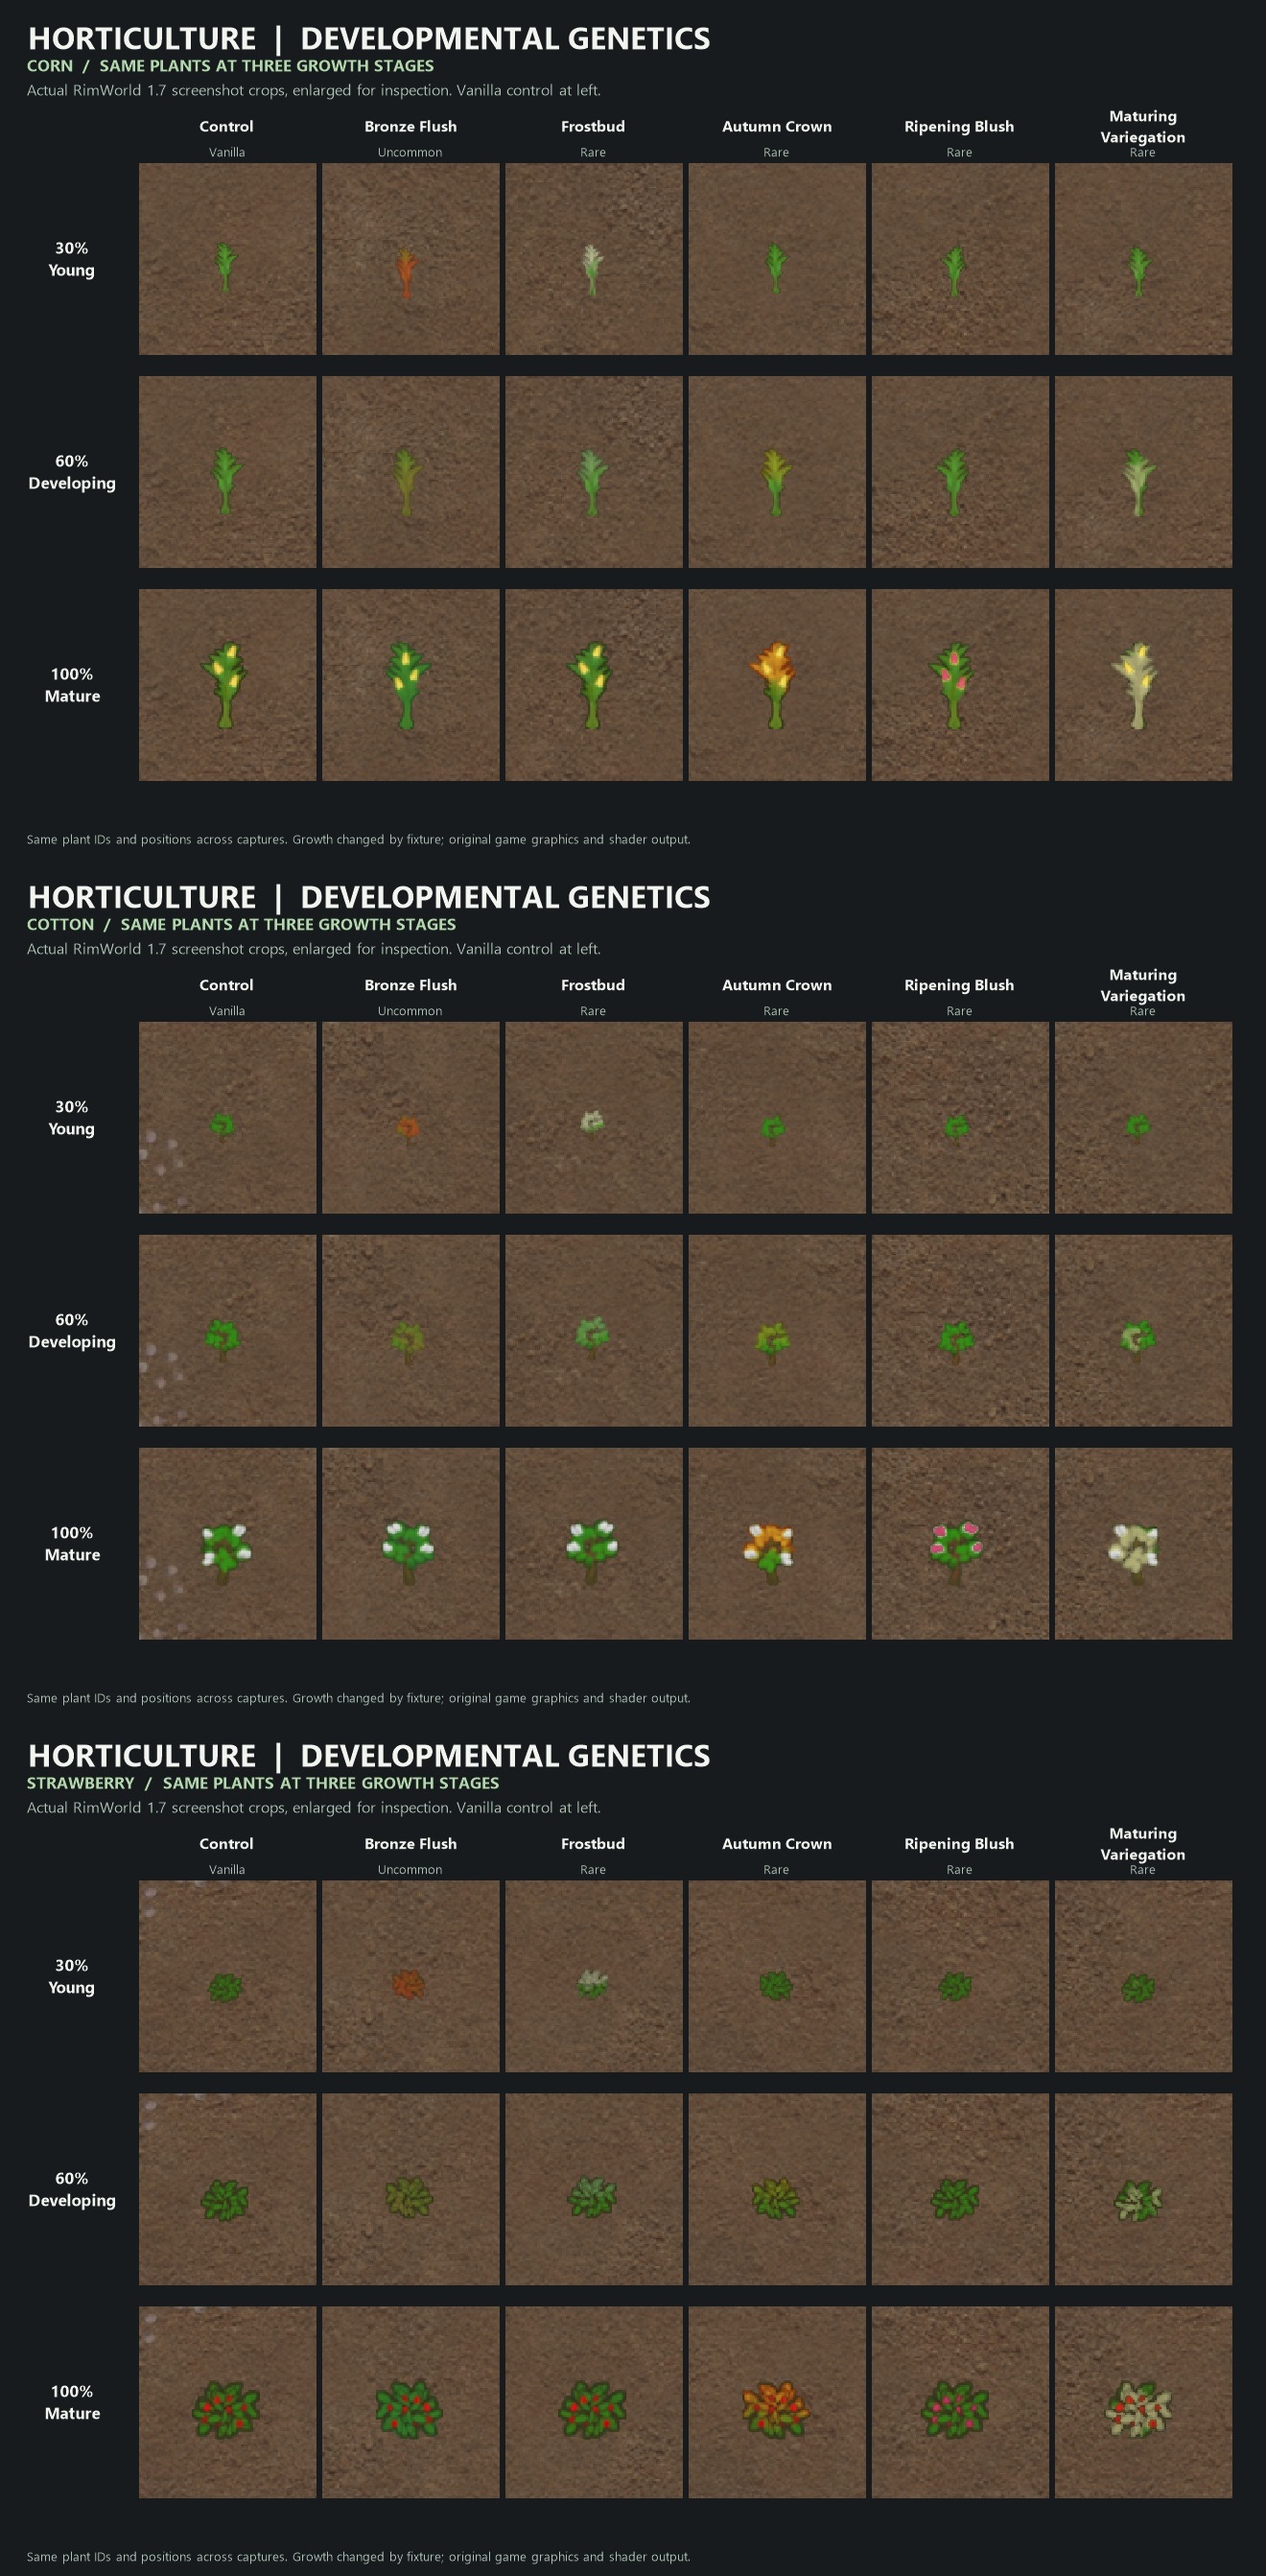 HORTICULTURE | DEVELOPMENTAL GENETICS
CORN / SAME PLANTS AT THREE GROWTH STAGES
Actual RimWorld 1.7 screenshot crops, enlarged for inspection. Vanilla control at left.
Control
Bronze Flush
Frostbud
Autumn Crown
Ripening Blush
Maturing
Variegation
Vanilla
Uncommon
Rare
Rare
Rare
Rare
30%
Young
60%
Developing
100%
Mature
Same plant IDs and positions across captures. Growth changed by fixture; original game graphics and shader output.
HORTICULTURE | DEVELOPMENTAL GENETICS
COTTON / SAME PLANTS AT THREE GROWTH STAGES
Actual RimWorld 1.7 screenshot crops, enlarged for inspection. Vanilla control at left.
Control
Bronze Flush
Frostbud
Autumn Crown
Ripening Blush
Maturing
Variegation
Vanilla
Uncommon
Rare
Rare
Rare
Rare
30%
Young
60%
Developing
100%
Mature
Same plant IDs and positions across captures. Growth changed by fixture; original game graphics and shader output.
HORTICULTURE | DEVELOPMENTAL GENETICS
STRAWBERRY / SAME PLANTS AT THREE GROWTH STAGES
Actual RimWorld 1.7 screenshot crops, enlarged for inspection. Vanilla control at left.
Control
Bronze Flush
Frostbud
Autumn Crown
Ripening Blush
Maturing
Variegation
Vanilla
Uncommon
Rare
Rare
Rare
Rare
30%
Young
60%
Developing
100%
Mature
Same plant IDs and positions across captures. Growth changed by fixture; original game graphics and shader output.